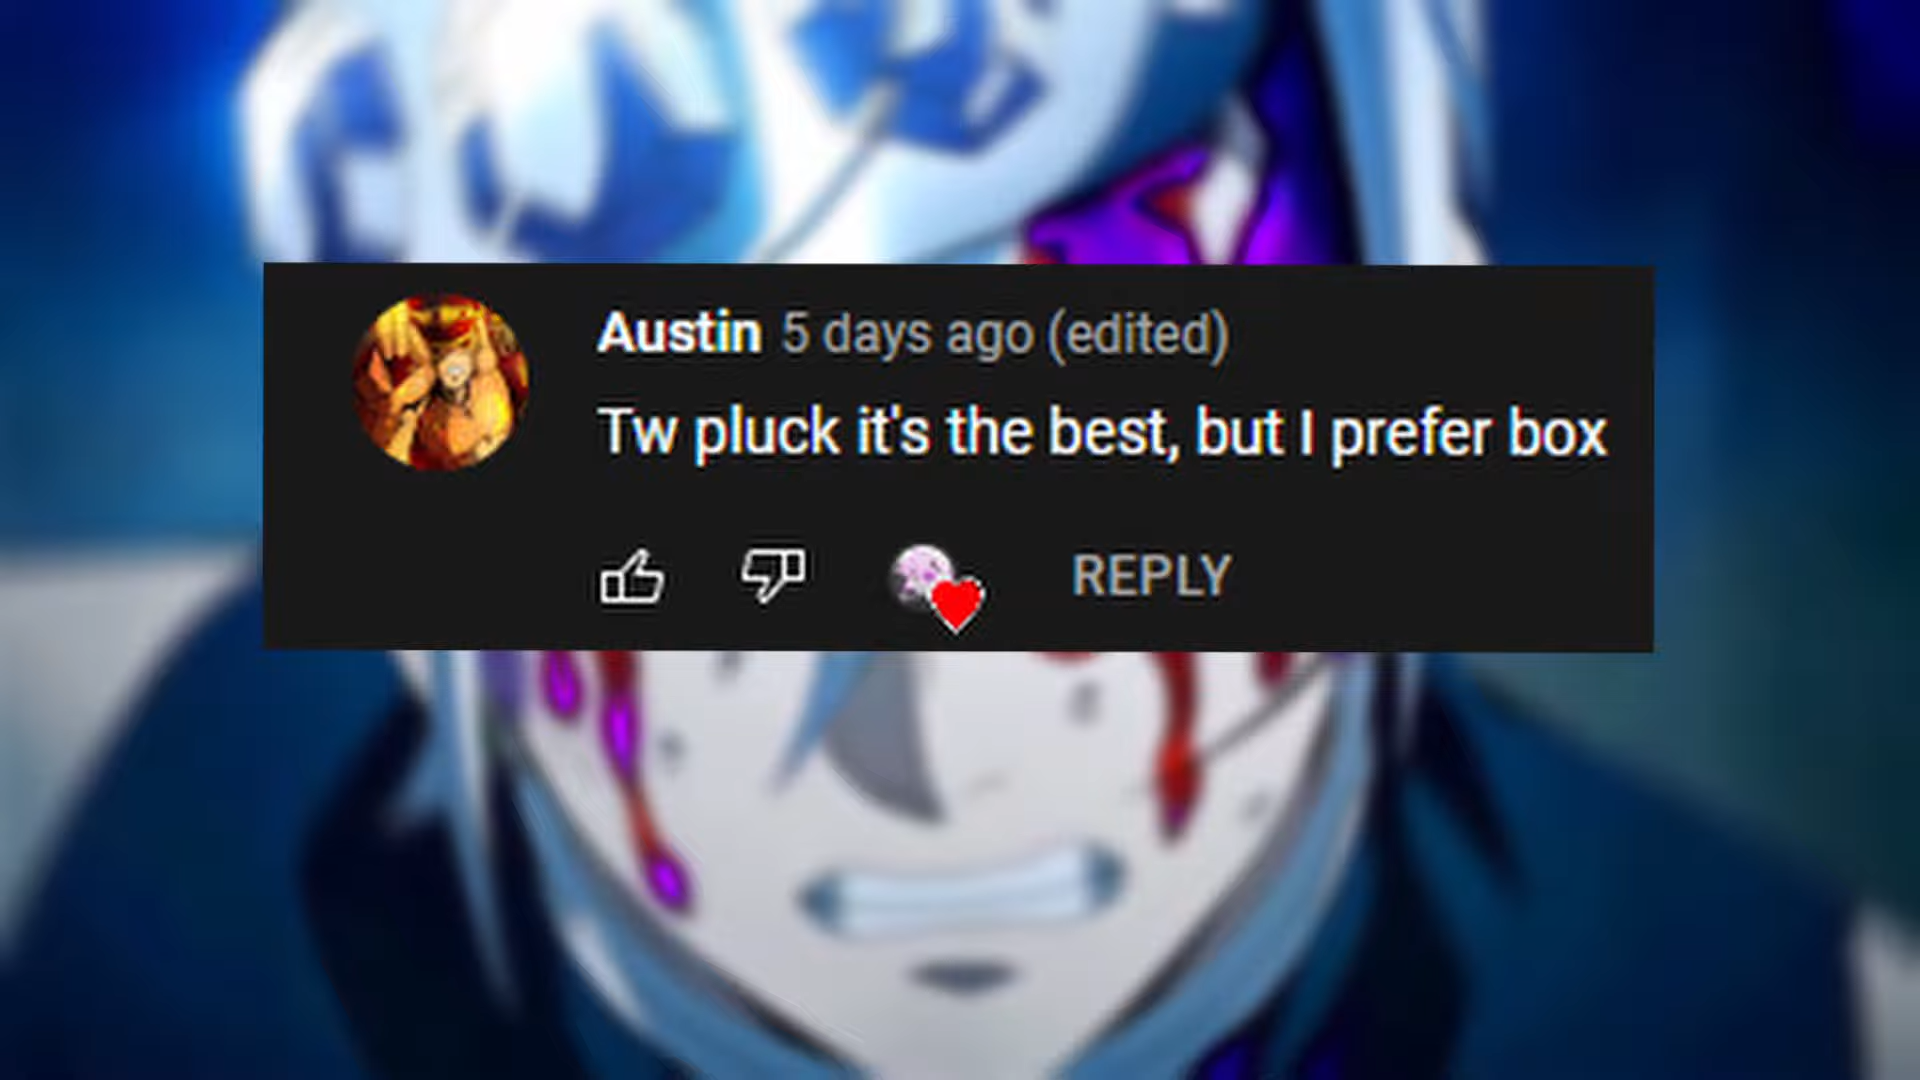 Austin 5 days ago (edited)
Tw pluck it's the best, but I prefer box
REPLY